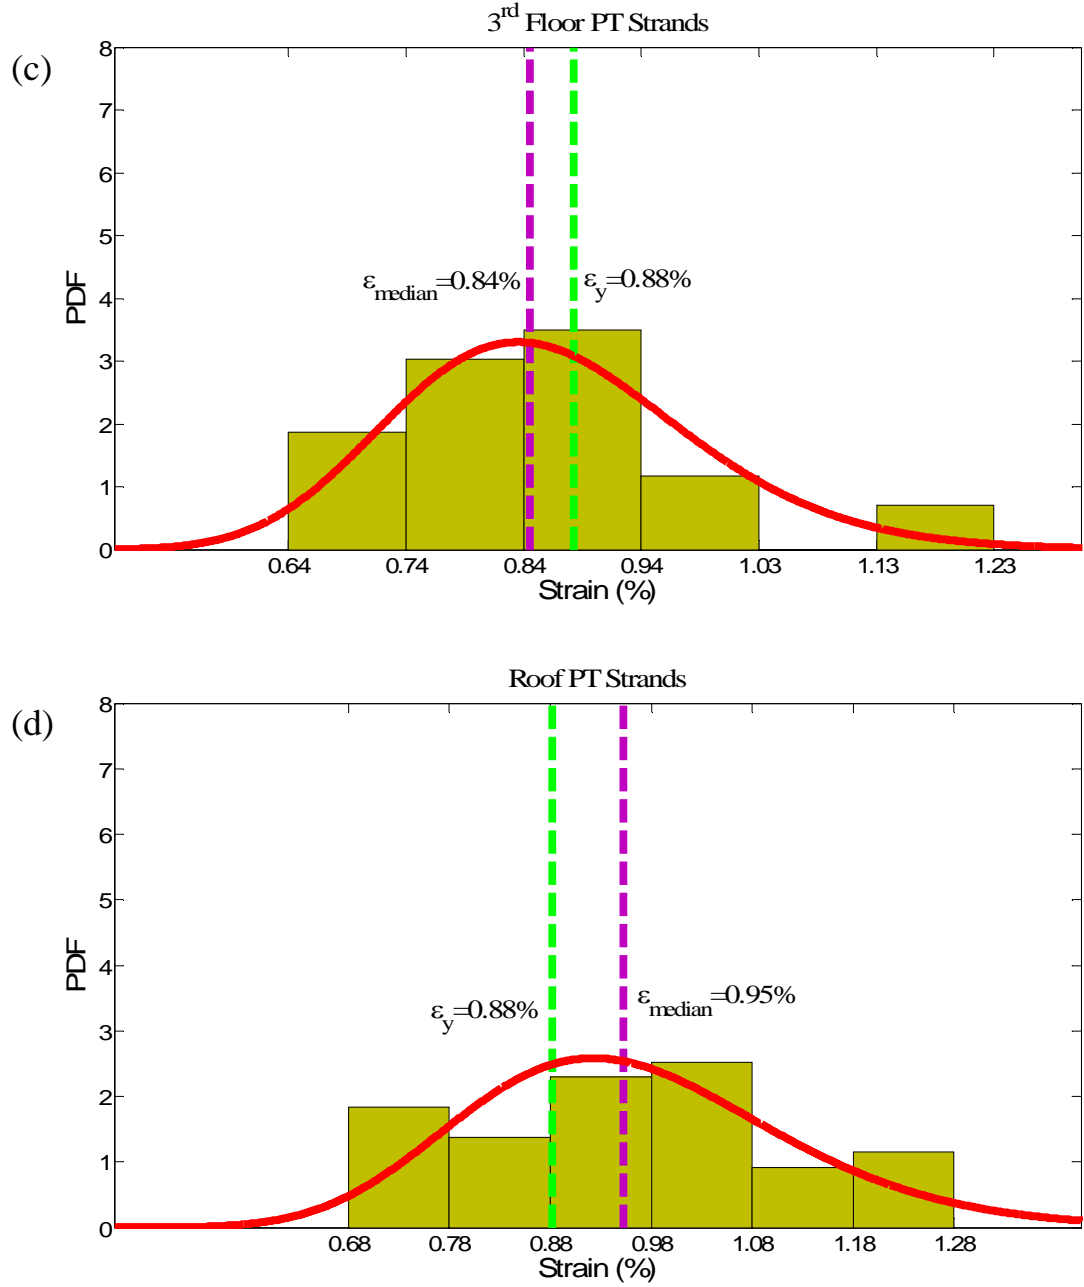 3rd Floor PT Strands
(c)
8
7
6
5
4
3
2
1
0
PDF
εmedian=0.84%
εy=0.88%
0.64 0.74 0.84 0.94 1.03 1.13 1.23
Strain (%)
Roof PT Strands
(d)
8
7
6
5
4
3
2
1
0
PDF
εy=0.88%
εmedian=0.95%
0.68 0.78 0.88 0.98 1.08 1.18 1.28
Strain (%)